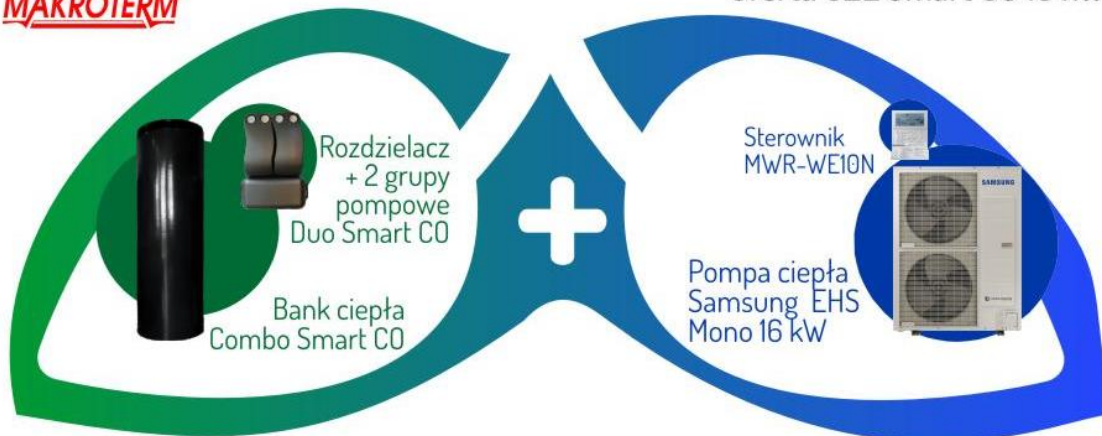 MAKROTERM
Rozdzielacz
+ 2 grupy
pompowe
Duo Smart CO
Bank ciepła
Combo Smart CO
Sterownik
MWR-WE10N
SAMSUNG
Pompa ciepła
Samsung EHS
Mono 16 kW